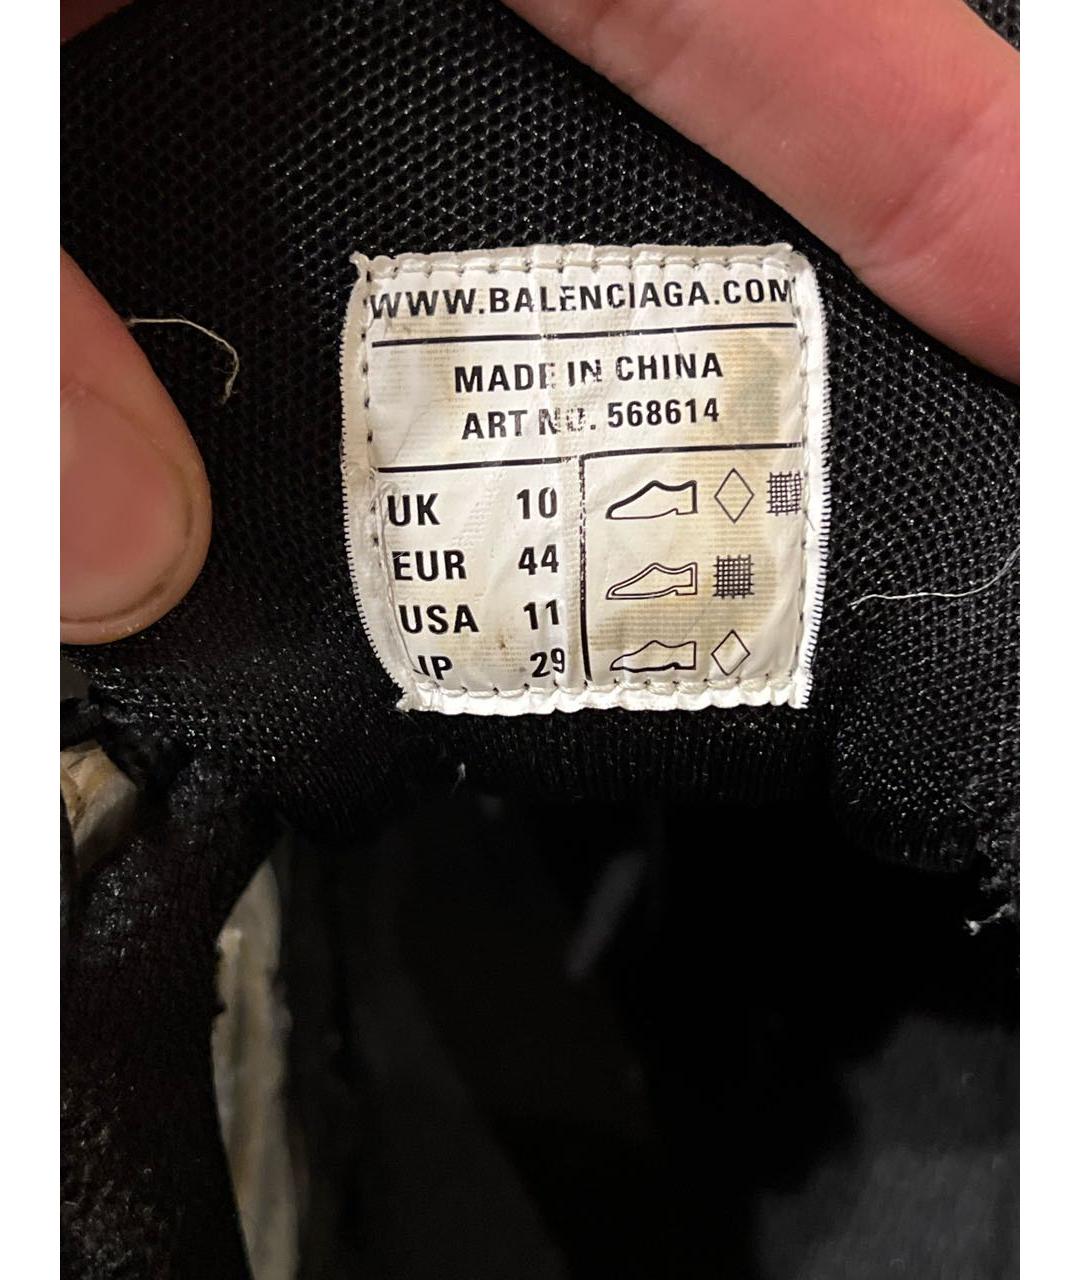 WWW.BALENCIAGA.COM
MADE IN CHINA
ART NO. 568614
UK 10
EUR 44
USA 11
JP 29